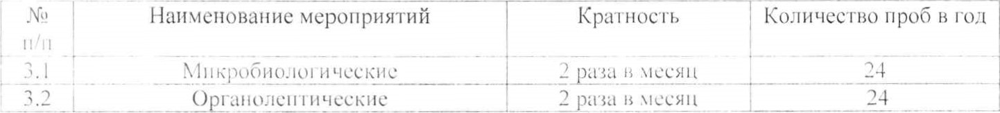 № Наименование мероприятий Кратность Количество проб в год
п/п
3.1 Микробиологические 2 раза в месяц 24
3.2 Органолептические 2 раза в месяц 24